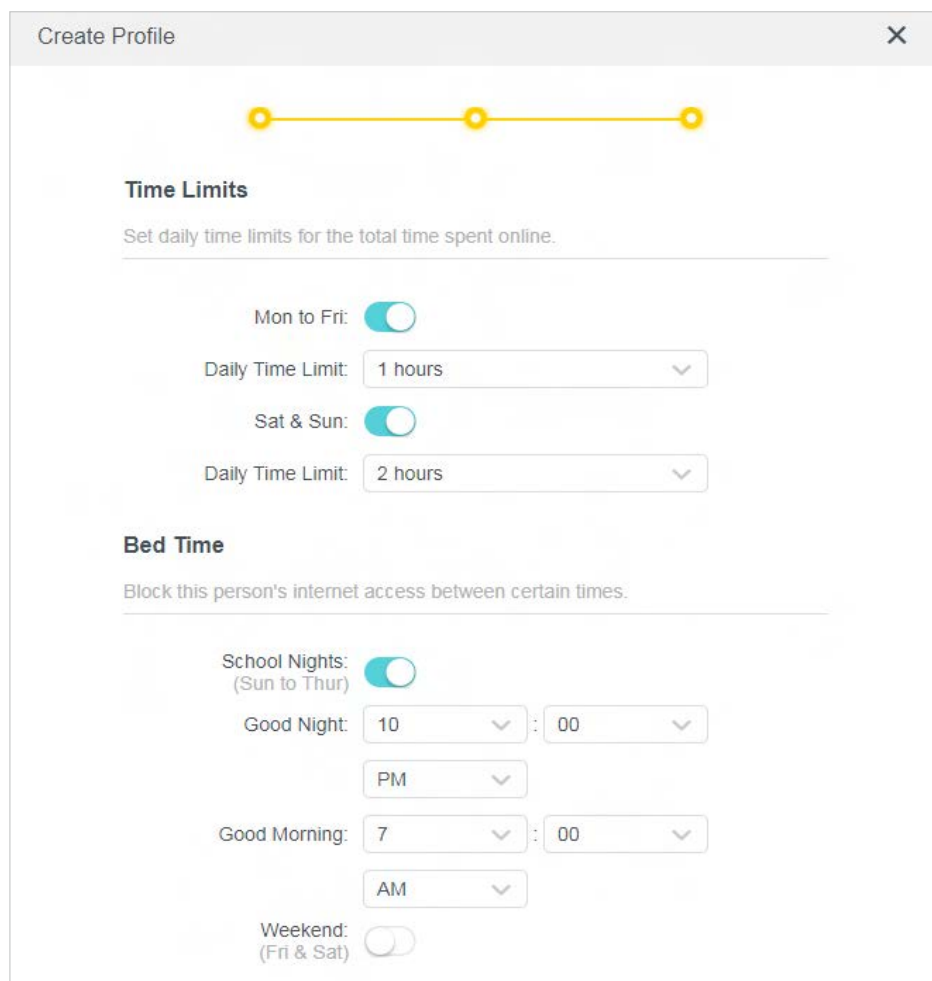 Create Profile
Time Limits
Set daily time limits for the total time spent online.
Mon to Fri:
Daily Time Limit: 1 hours
Sat & Sun:
Daily Time Limit: 2 hours
Bed Time
Block this person's internet access between certain times.
School Nights:
(Sun to Thur)
Good Night: 10 : 00
PM
Good Morning: 7 : 00
AM
Weekend:
(Fri & Sat)